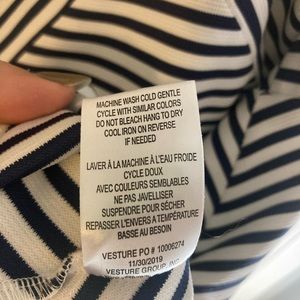 MACHINE WASH COLD GENTLE
CYCLE WITH SIMILAR COLORS
DO NOT BLEACH HANG TO DRY
COOL IRON ON REVERSE
IF NEEDED
LAVER À LA MACHINE À L'EAU FROIDE
CYCLE DOUX
AVEC COULEURS SEMBLABLES
NE PAS JAVELLISER
SUSPENDRE POUR SÉCHER
REPASSER L'ENVERS A TEMPÉRATURE
BASSE AU BESOIN
VESTURE PO # 10006274
11/30/2019
VESTURE GROUP, INC